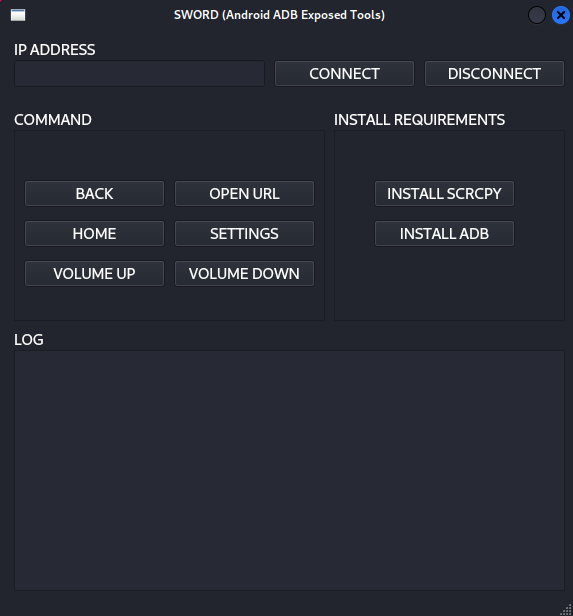 SWORD (Android ADB Exposed Tools)
IP ADDRESS
CONNECT
DISCONNECT
COMMAND
INSTALL REQUIREMENTS
BACK
OPEN URL
INSTALL SCRCPY
HOME
SETTINGS
INSTALL ADB
VOLUME UP
VOLUME DOWN
LOG